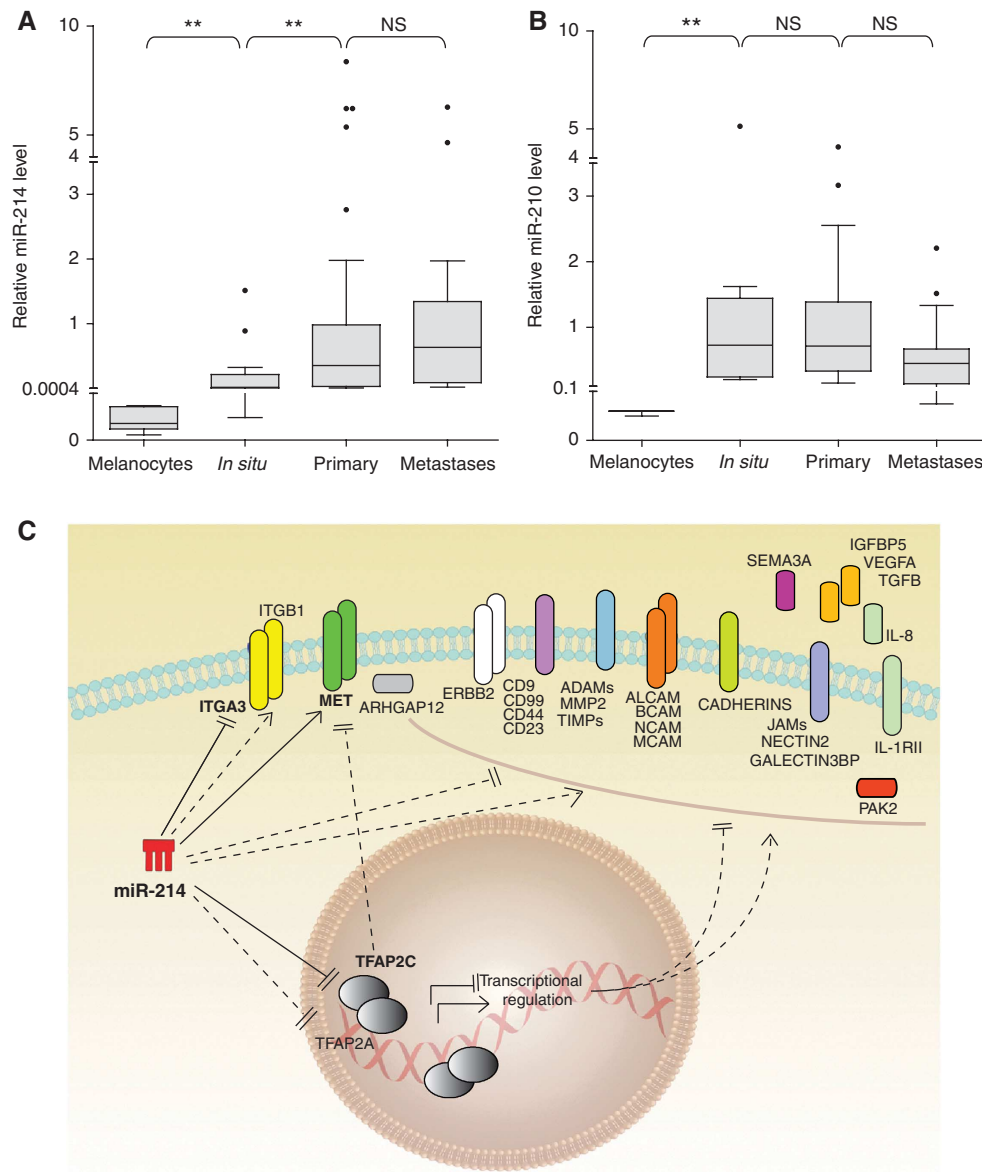 A
**
**
NS
10
5
4
3
2
1
0.0004
0
Relative miR-214 level
Melanocytes
In situ
Primary
Metastases
B
**
NS
NS
10
5
4
3
2
1
0.1
0
Relative miR-210 level
Melanocytes
In situ
Primary
Metastases
C
ITGB1
ITGA3
MET
ARHGAP12
ERBB2
CD9
CD99
CD44
CD23
ADAMs
MMP2
TIMPs
ALCAM
BCAM
NCAM
MCAM
CADHERINS
SEMA3A
IGFBP5
VEGFA
TGFB
IL-8
JAMs
NECTIN2
GALECTIN3BP
IL-1RII
PAK2
miR-214
TFAP2C
TFAP2A
Transcriptional
regulation